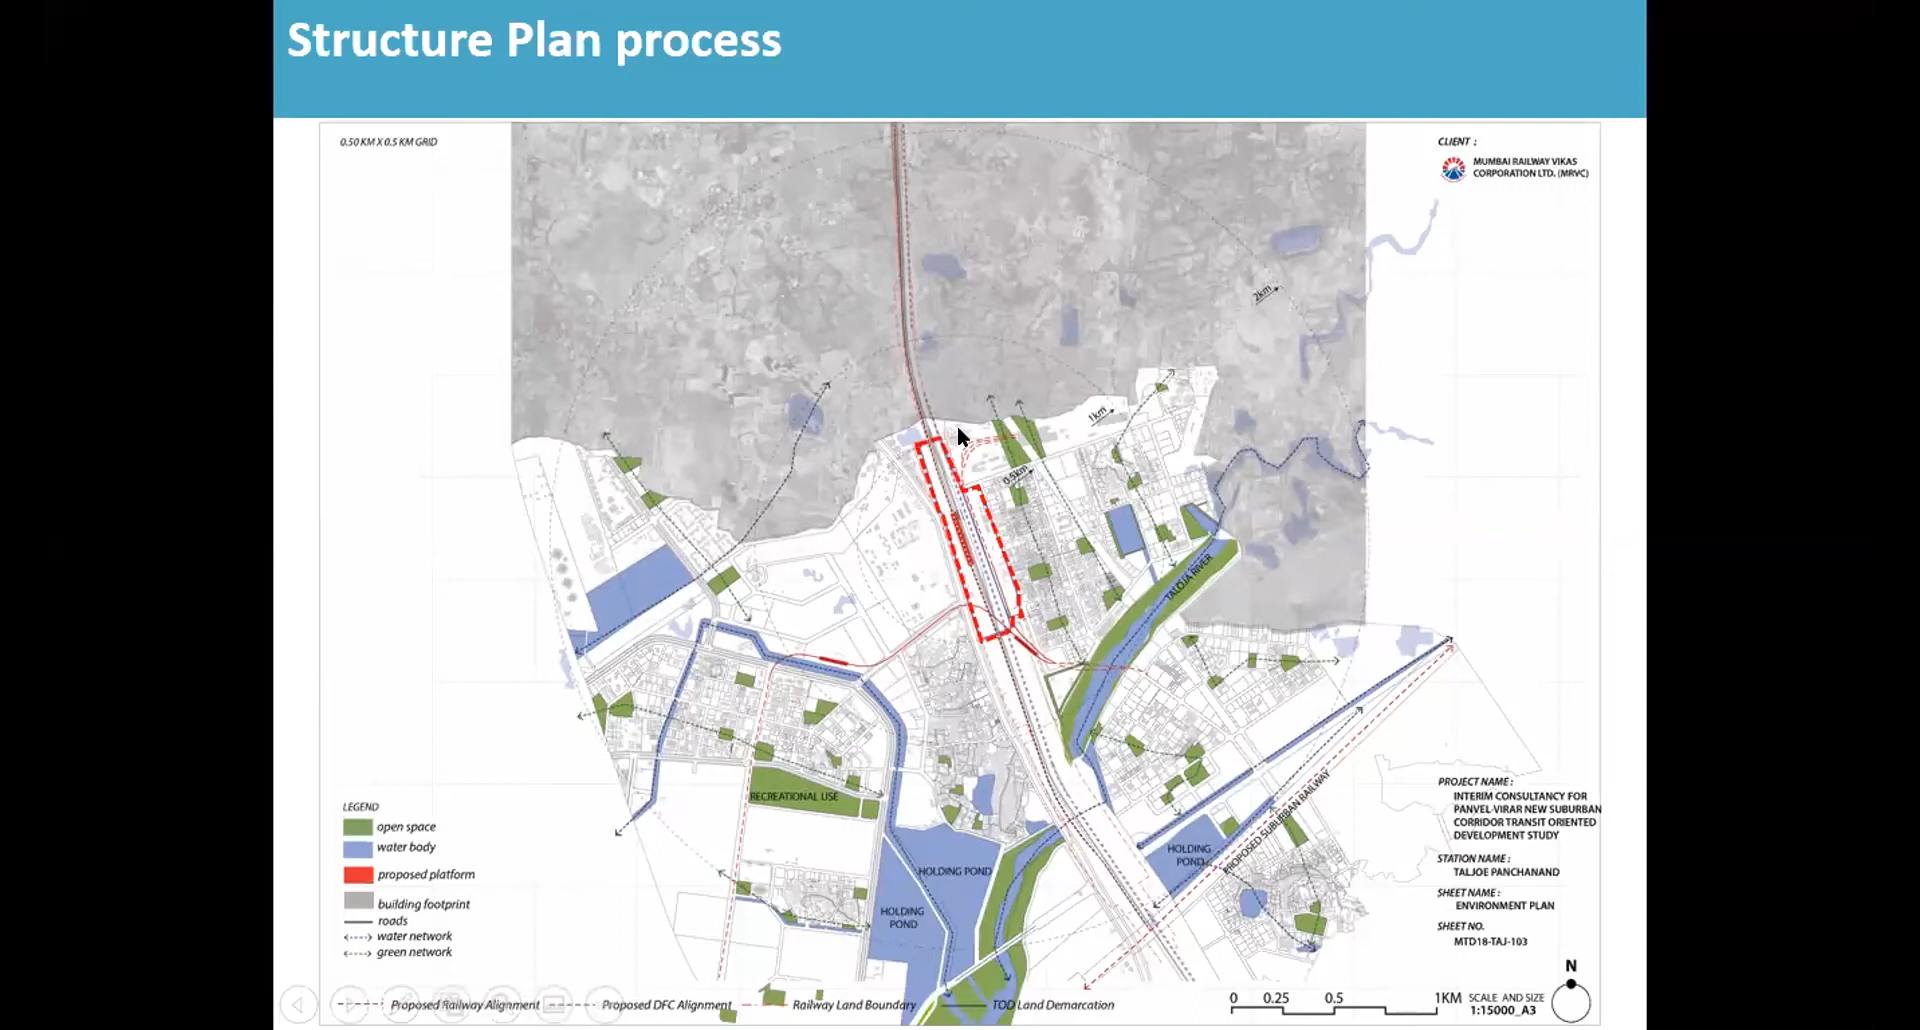 Structure Plan process
0.50 KM X 0.5 KM GRID
CLIENT :
MUMBAI RAILWAY VIKAS
CORPORATION LTD. (MRVC)
2km
1km
0.5km
TALOJA RIVER
RECREATIONAL USE
HOLDING POND
HOLDING
POND
HOLDING
POND
PROPOSED SUBURBAN RAILWAY
LEGEND
open space
water body
proposed platform
building footprint
roads
water network
green network
PROJECT NAME :
INTERIM CONSULTANCY FOR
PANVEL-VIRAR NEW SUBURBAN
CORRIDOR TRANSIT ORIENTED
DEVELOPMENT STUDY
STATION NAME :
TALJOE PANCHANAND
SHEET NAME :
ENVIRONMENT PLAN
SHEET NO.
MTD18-TAJ-103
N
Proposed Railway Alignment
Proposed DFC Alignment
Railway Land Boundary
TOD Land Demarcation
0 0.25 0.5 1KM
SCALE AND SIZE
1:15000_A3